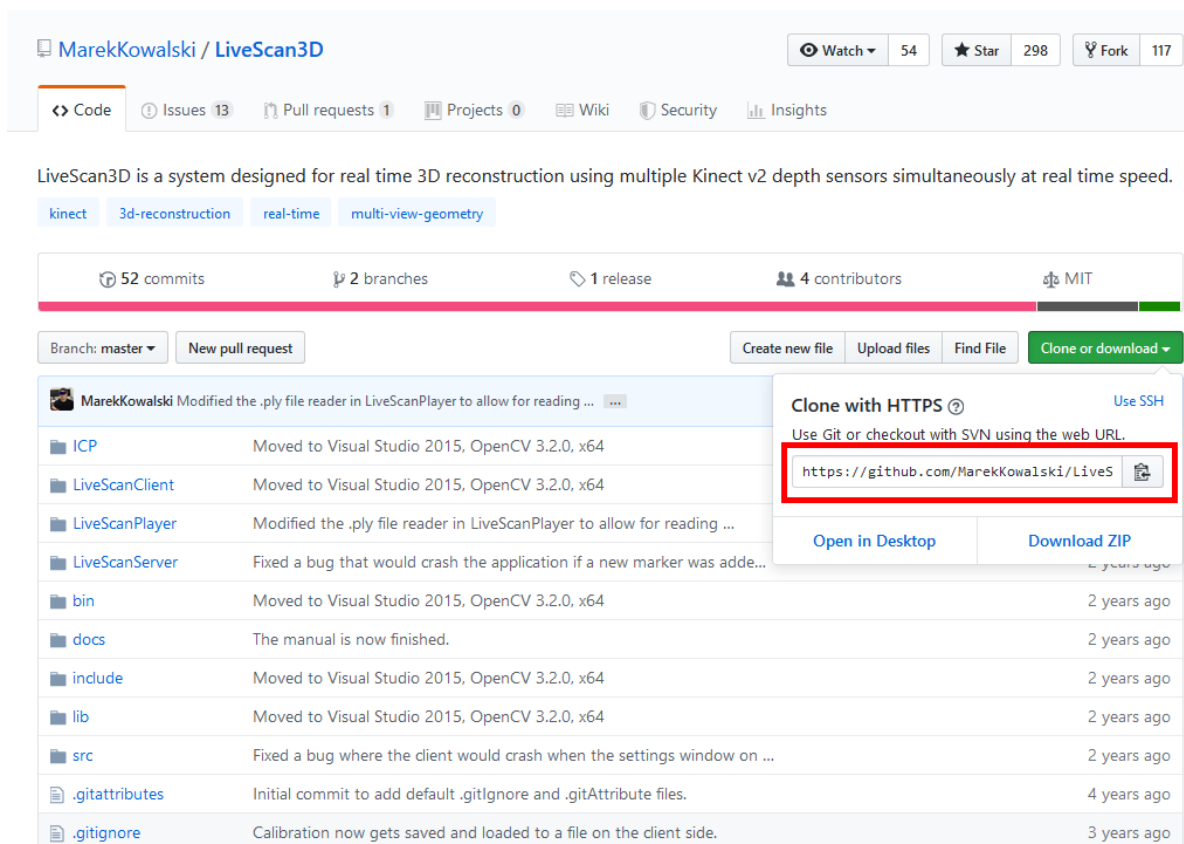 MarekKowalski / LiveScan3D
Watch 54 Star 298 Fork 117
Code Issues 13 Pull requests 1 Projects 0 Wiki Security Insights
LiveScan3D is a system designed for real time 3D reconstruction using multiple Kinect v2 depth sensors simultaneously at real time speed.
kinect 3d-reconstruction real-time multi-view-geometry
52 commits 2 branches 1 release 4 contributors MIT
Branch: master New pull request Create new file Upload files Find File Clone or download
MarekKowalski Modified the .ply file reader in LiveScanPlayer to allow for reading ... ...
Clone with HTTPS ? Use SSH
Use Git or checkout with SVN using the web URL.
https://github.com/MarekKowalski/LiveS
Open in Desktop Download ZIP
ICP Moved to Visual Studio 2015, OpenCV 3.2.0, x64
LiveScanClient Moved to Visual Studio 2015, OpenCV 3.2.0, x64
LiveScanPlayer Modified the .ply file reader in LiveScanPlayer to allow for reading ...
LiveScanServer Fixed a bug that would crash the application if a new marker was adde... 2 years ago
bin Moved to Visual Studio 2015, OpenCV 3.2.0, x64 2 years ago
docs The manual is now finished. 2 years ago
include Moved to Visual Studio 2015, OpenCV 3.2.0, x64 2 years ago
lib Moved to Visual Studio 2015, OpenCV 3.2.0, x64 2 years ago
src Fixed a bug where the client would crash when the settings window on ... 2 years ago
.gitattributes Initial commit to add default .gitIgnore and .gitAttribute files. 4 years ago
.gitignore Calibration now gets saved and loaded to a file on the client side. 3 years ago